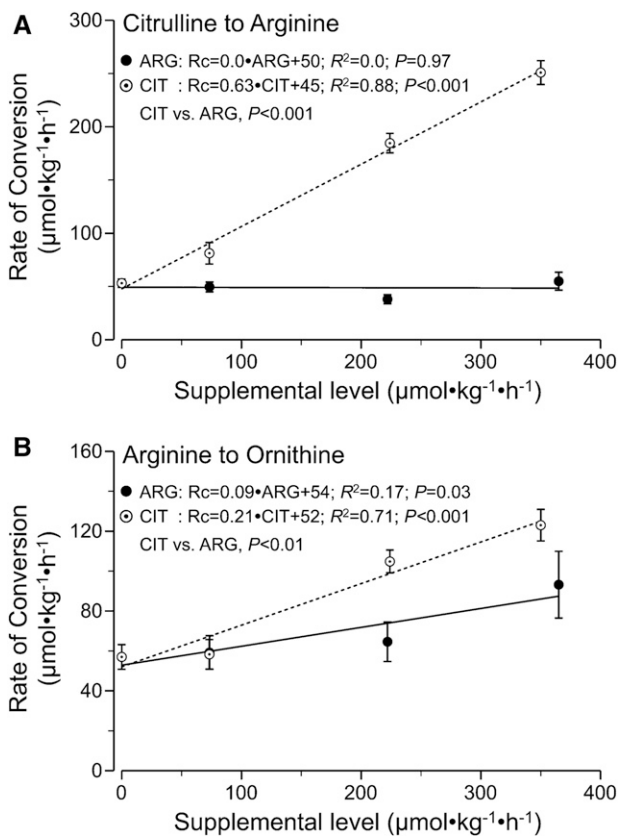 A
Citrulline to Arginine
● ARG: Rc=0.0•ARG+50; R²=0.0; P=0.97
⊙ CIT : Rc=0.63•CIT+45; R²=0.88; P<0.001
CIT vs. ARG, P<0.001
Rate of Conversion
(µmol•kg⁻¹•h⁻¹)
300
200
100
0
0 100 200 300 400
Supplemental level (µmol•kg⁻¹•h⁻¹)
B
Arginine to Ornithine
● ARG: Rc=0.09•ARG+54; R²=0.17; P=0.03
⊙ CIT : Rc=0.21•CIT+52; R²=0.71; P<0.001
CIT vs. ARG, P<0.01
Rate of Conversion
(µmol•kg⁻¹•h⁻¹)
160
120
80
40
0
0 100 200 300 400
Supplemental level (µmol•kg⁻¹•h⁻¹)